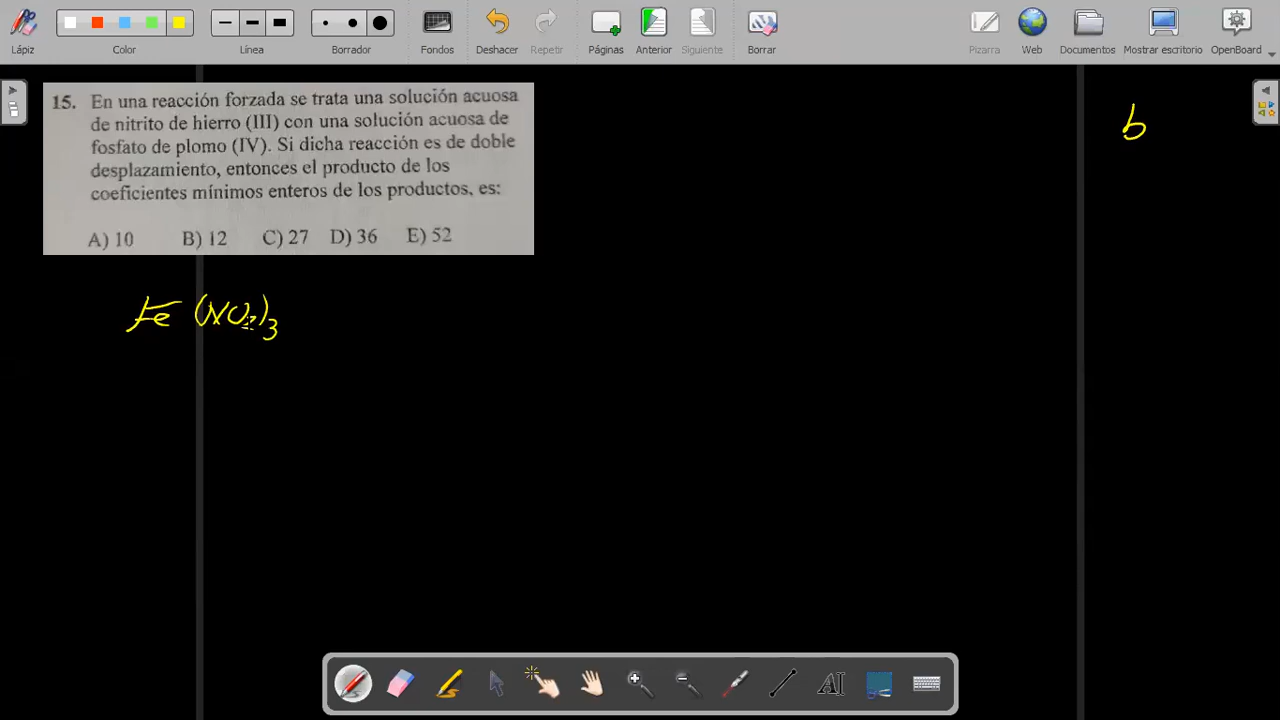 Lápiz Color Línea Borrador Fondos Deshacer Repetir Páginas Anterior Siguiente Borrar Pizarra Web Documentos Mostrar escritorio OpenBoard
15. En una reacción forzada se trata una solución acuosa
de nitrito de hierro (III) con una solución acuosa de
fosfato de plomo (IV). Si dicha reacción es de doble
desplazamiento, entonces el producto de los
coeficientes mínimos enteros de los productos, es:
A) 10 B) 12 C) 27 D) 36 E) 52
b
Fe (NO2)3
AI